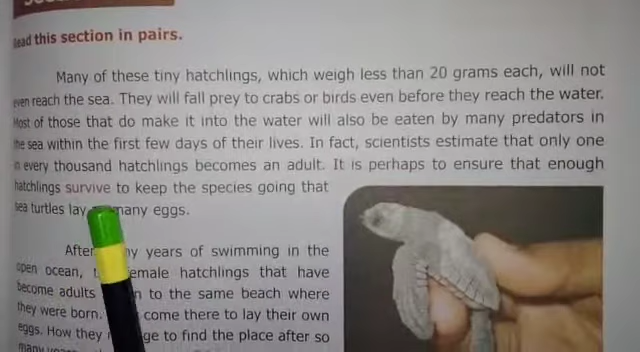 Read this section in pairs.
Many of these tiny hatchlings, which weigh less than 20 grams each, will not
even reach the sea. They will fall prey to crabs or birds even before they reach the water.
Most of those that do make it into the water will also be eaten by many predators in
the sea within the first few days of their lives. In fact, scientists estimate that only one
in every thousand hatchlings becomes an adult. It is perhaps to ensure that enough
hatchlings survive to keep the species going that
sea turtles lay many eggs.
After years of swimming in the
open ocean, female hatchlings that have
become adults to the same beach where
they were born. come there to lay their own
eggs. How they to find the place after so
many